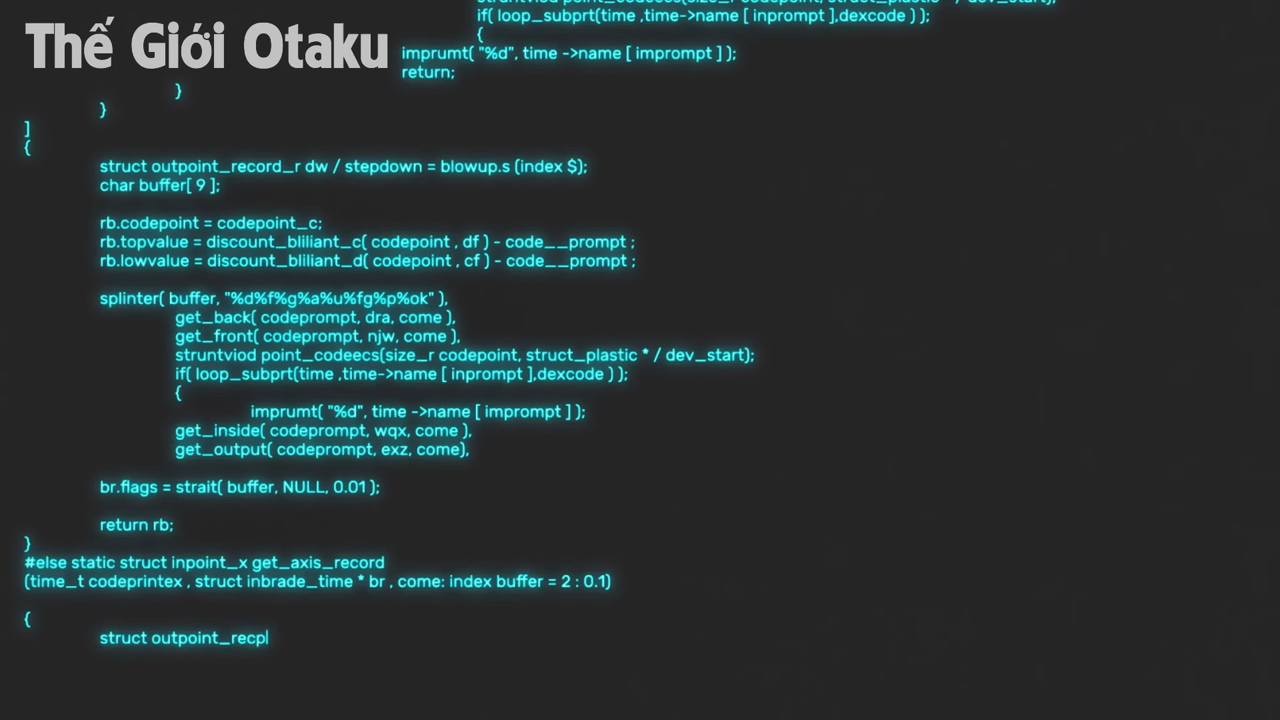 Thế Giới Otaku
if( loop_subprt(time ,time->name [ inprompt ],dexcode ) );
{
imprumt( "%d", time ->name [ imprompt ] );
return;
}
}
]
{
struct outpoint_record_r dw / stepdown = blowup.s (index $);
char buffer[ 9 ];
rb.codepoint = codepoint_c;
rb.topvalue = discount_bliliant_c( codepoint , df ) - code__prompt ;
rb.lowvalue = discount_bliliant_d( codepoint , cf ) - code__prompt ;
splinter( buffer, "%d%f%g%a%u%fg%p%ok" ),
get_back( codeprompt, dra, come ),
get_front( codeprompt, njw, come ),
struntviod point_codeecs(size_r codepoint, struct_plastic * / dev_start);
if( loop_subprt(time ,time->name [ inprompt ],dexcode ) );
{
imprumt( "%d", time ->name [ imprompt ] );
get_inside( codeprompt, wqx, come ),
get_output( codeprompt, exz, come),
br.flags = strait( buffer, NULL, 0.01 );
return rb;
}
#else static struct inpoint_x get_axis_record
(time_t codeprintex , struct inbrade_time * br , come: index buffer = 2 : 0.1)
{
struct outpoint_recp